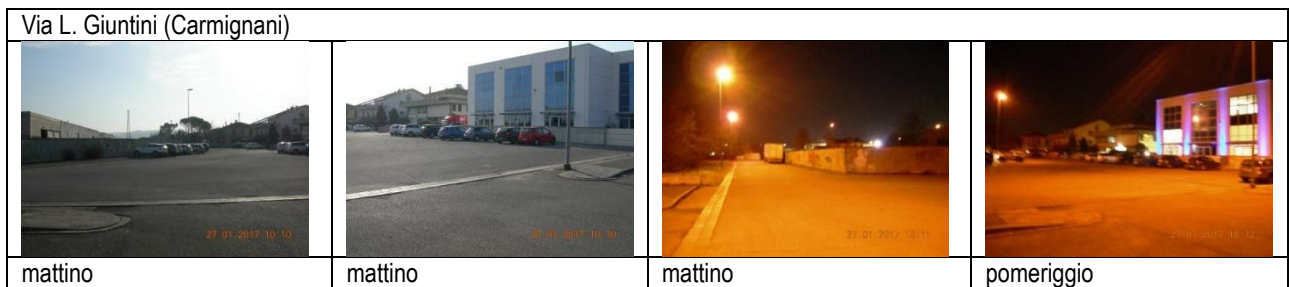 Via L. Giuntini (Carmignani)
27 01 2017 10 10
27 01 2017 10 10
27.01.2017 18:11
27.01.2017 18:12
mattino
mattino
mattino
pomeriggio